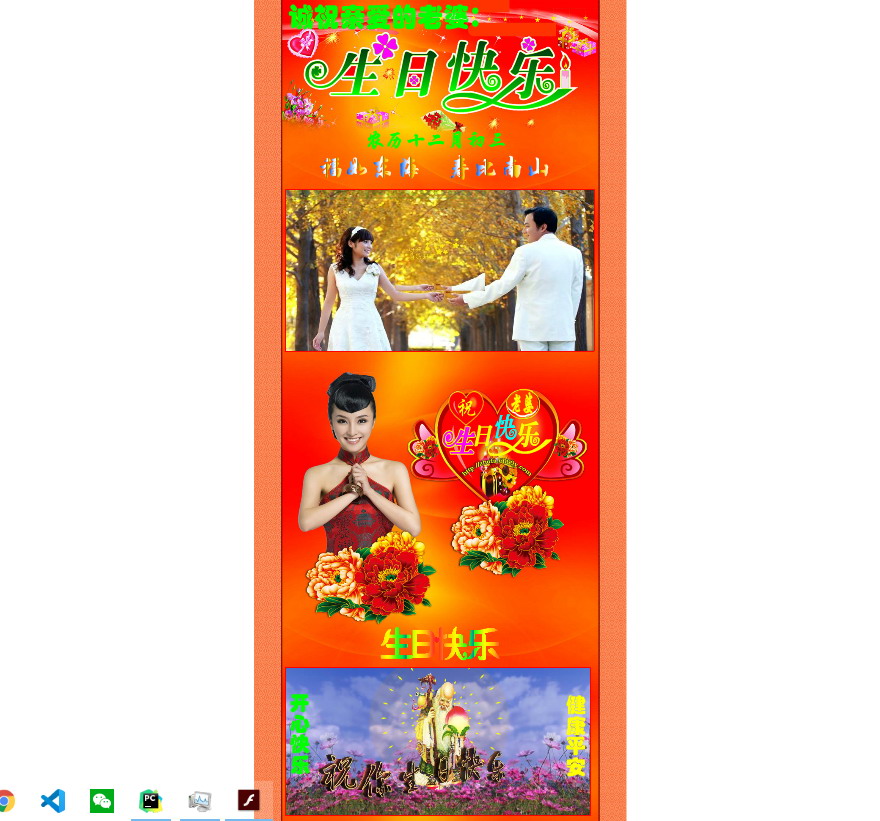 诚祝亲爱的老婆：
生日快乐
农历十二月初三
福如东海 寿比南山
祝 老婆
生日快乐
生日快乐
开心快乐
健康平安
祝你生日快乐
PC